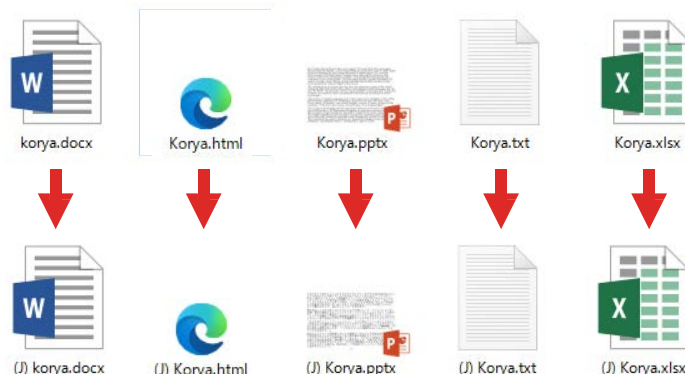 korya.docx
Korya.html
Korya.pptx
Korya.txt
Korya.xlsx
(J) korya.docx
(J) Korya.html
(J) Korya.pptx
(J) Korya.txt
(J) Korya.xlsx